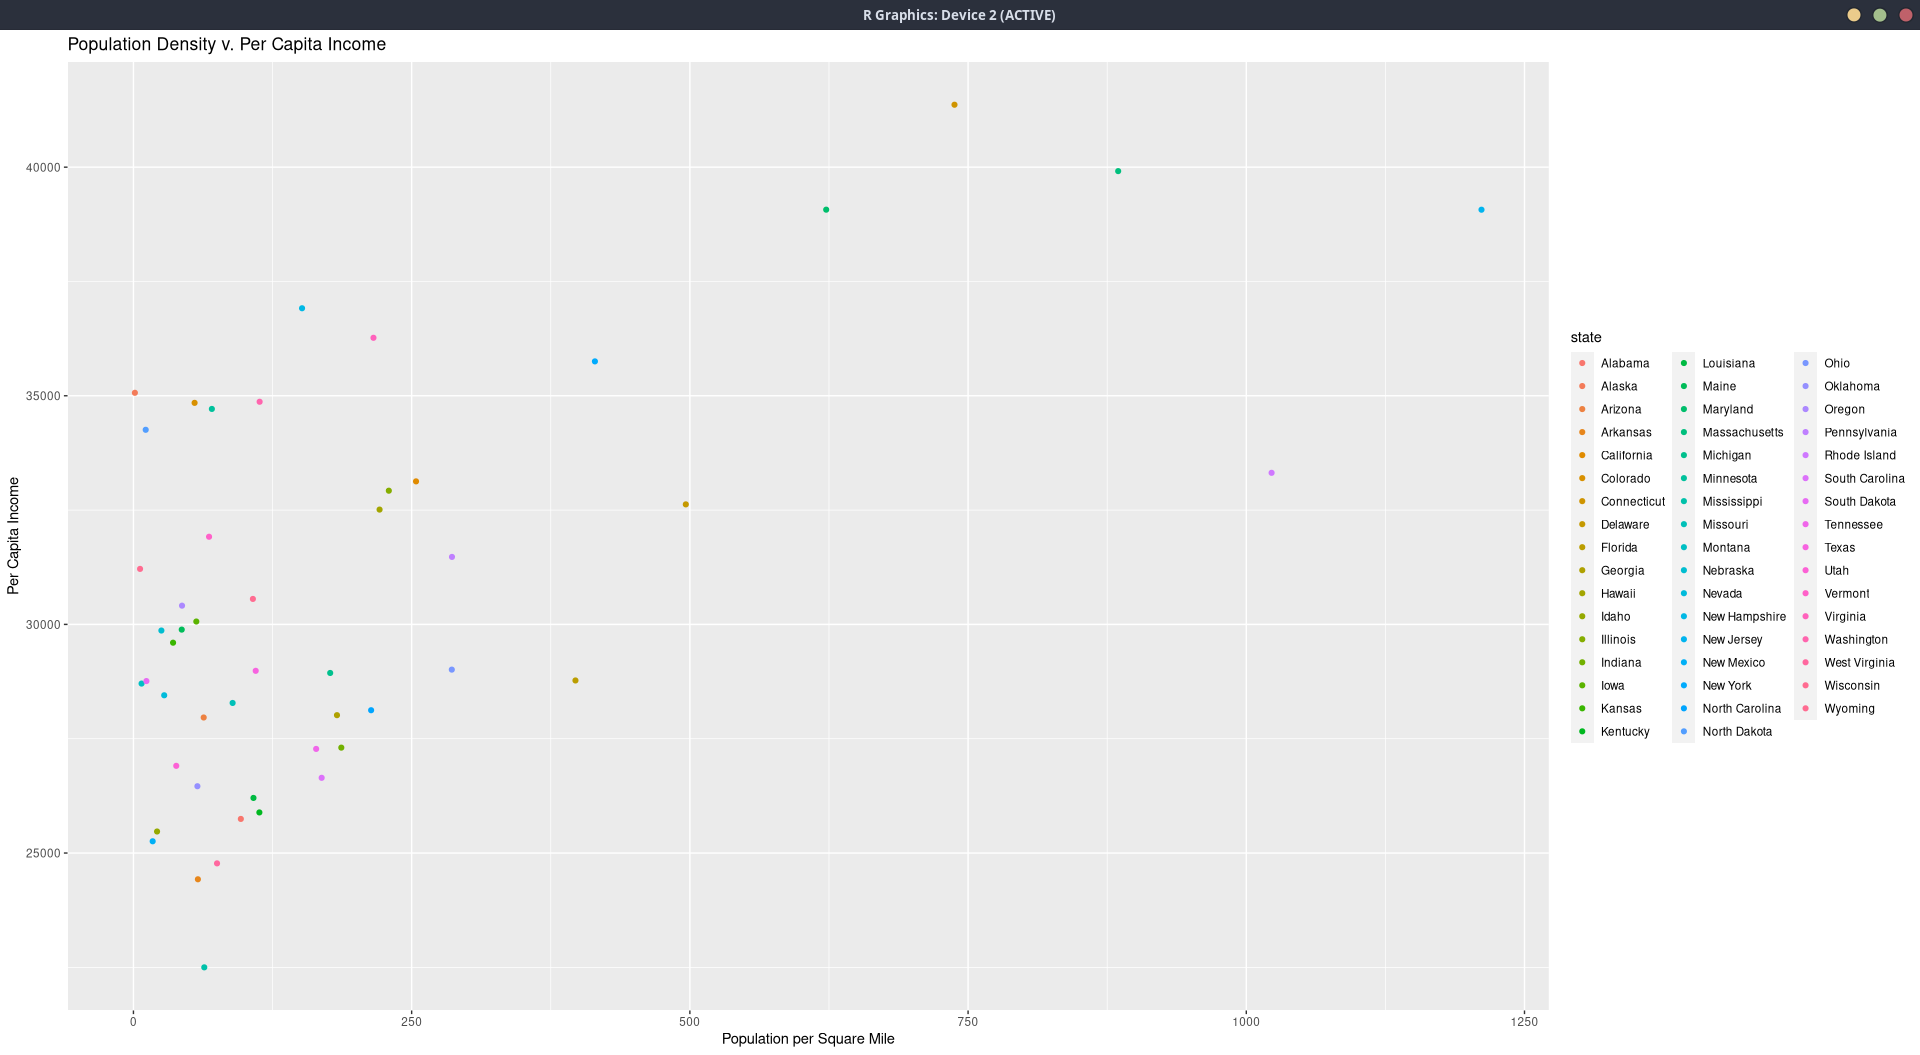 R Graphics: Device 2 (ACTIVE)
Population Density v. Per Capita Income
40000
35000
30000
25000
Per Capita Income
0 250 500 750 1000 1250
Population per Square Mile
state
Alabama Louisiana Ohio
Alaska Maine Oklahoma
Arizona Maryland Oregon
Arkansas Massachusetts Pennsylvania
California Michigan Rhode Island
Colorado Minnesota South Carolina
Connecticut Mississippi South Dakota
Delaware Missouri Tennessee
Florida Montana Texas
Georgia Nebraska Utah
Hawaii Nevada Vermont
Idaho New Hampshire Virginia
Illinois New Jersey Washington
Indiana New Mexico West Virginia
Iowa New York Wisconsin
Kansas North Carolina Wyoming
Kentucky North Dakota